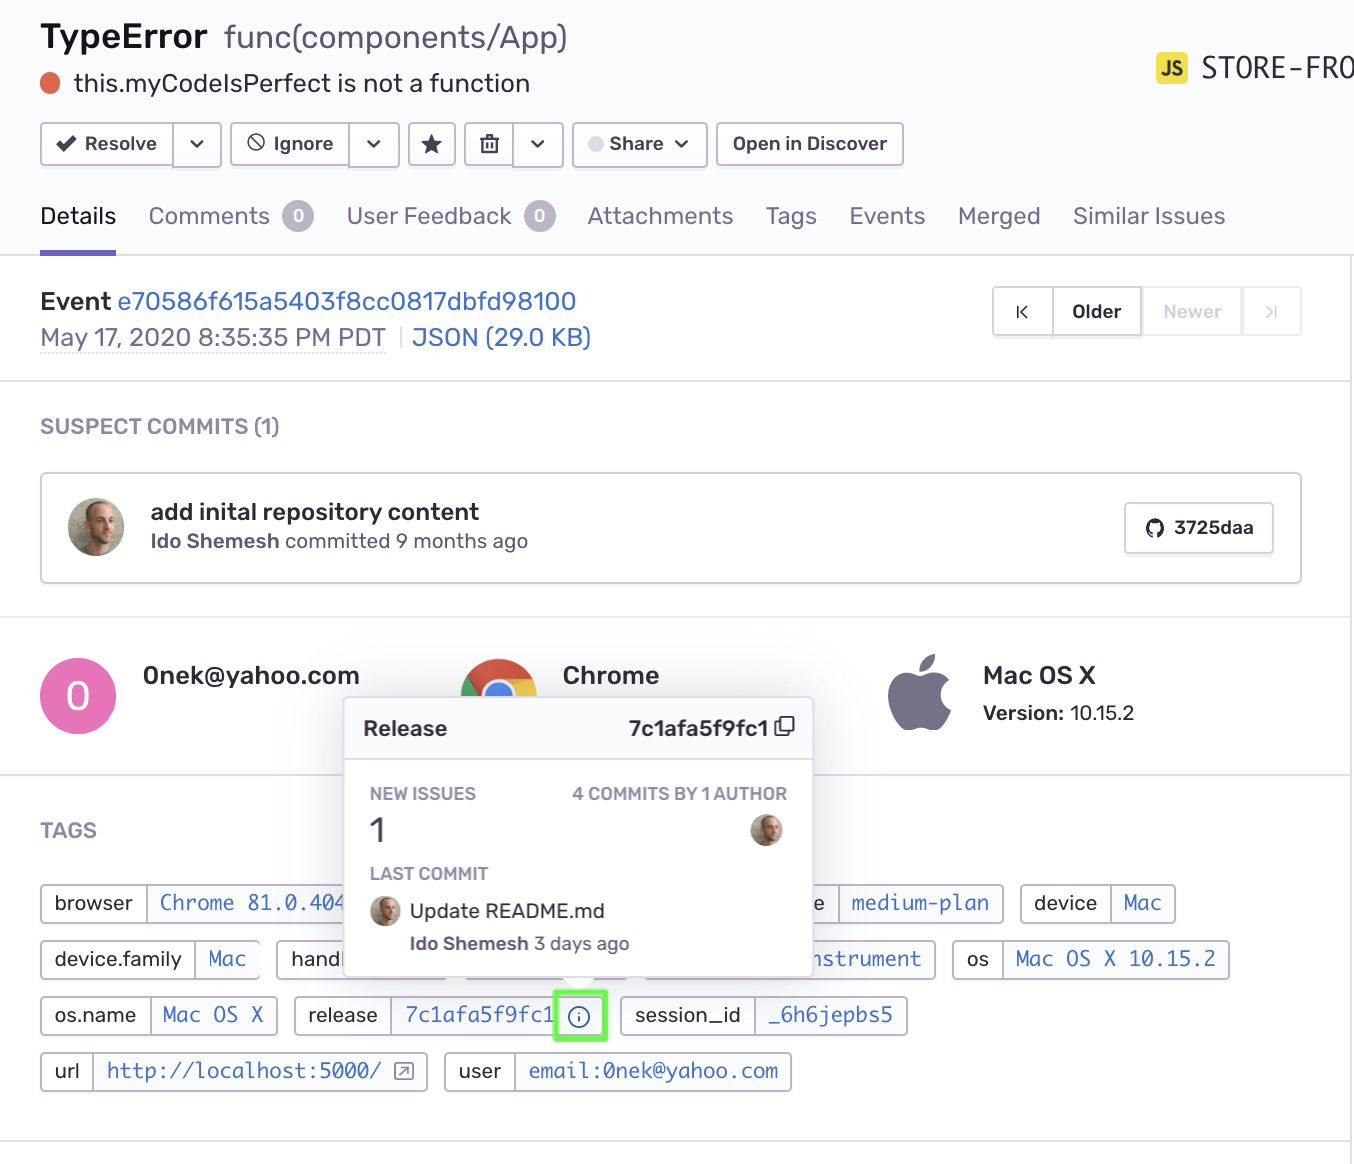 TypeError func(components/App)
this.myCodeIsPerfect is not a function
JS STORE-FRO
Resolve Ignore Share Open in Discover
Details Comments 0 User Feedback 0 Attachments Tags Events Merged Similar Issues
Event e70586f615a5403f8cc0817dbfd98100
May 17, 2020 8:35:35 PM PDT JSON (29.0 KB)
Older Newer
SUSPECT COMMITS (1)
add inital repository content
Ido Shemesh committed 9 months ago
3725daa
0 0nek@yahoo.com Chrome Mac OS X
Version: 10.15.2
Release 7c1afa5f9fc1
NEW ISSUES 4 COMMITS BY 1 AUTHOR
1
LAST COMMIT
Update README.md
Ido Shemesh 3 days ago
TAGS
browser Chrome 81.0.404 e medium-plan device Mac
device.family Mac hand nstrument os Mac OS X 10.15.2
os.name Mac OS X release 7c1afa5f9fc1 session_id _6h6jepbs5
url http://localhost:5000/ user email:0nek@yahoo.com